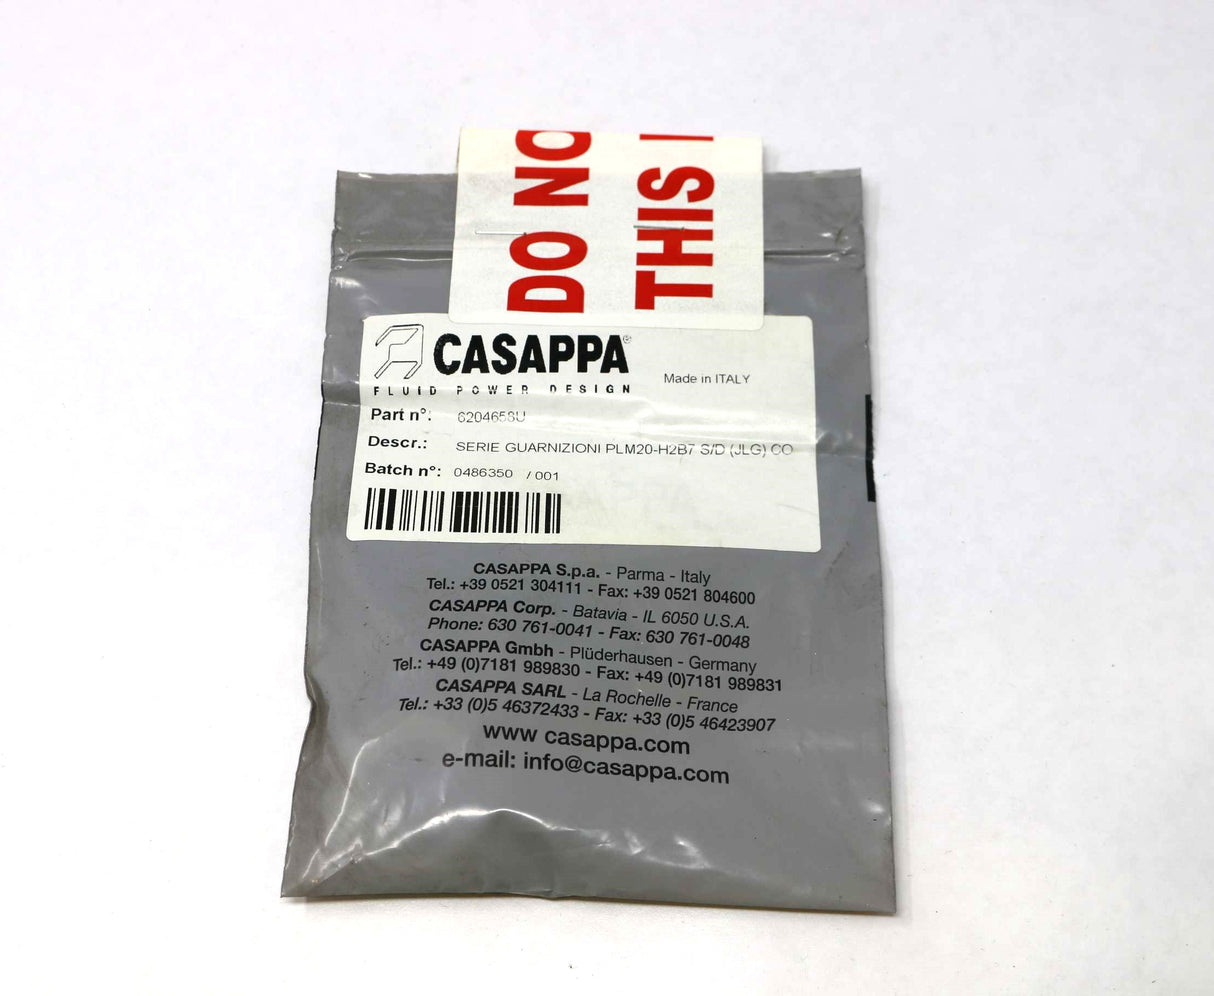 DO NO
THIS
CASAPPA®
FLUID POWER DESIGN
Made in ITALY
Part n°:
Descr.: SERIE GUARNIZIONI PLM20-H2B7 S/D (JLG) CO
Batch n°: 0486350 / 001
CASAPPA S.p.a. - Parma - Italy
Tel.: +39 0521 304111 - Fax: +39 0521 804600
CASAPPA Corp. - Batavia - IL 6050 U.S.A.
Phone: 630 761-0041 - Fax: 630 761-0048
CASAPPA Gmbh - Plüderhausen - Germany
Tel.: +49 (0)7181 989830 - Fax: +49 (0)7181 989831
CASAPPA SARL - La Rochelle - France
Tel.: +33 (0)5 46372433 - Fax: +33 (0)5 46423907
www casappa.com
e-mail: info@casappa.com